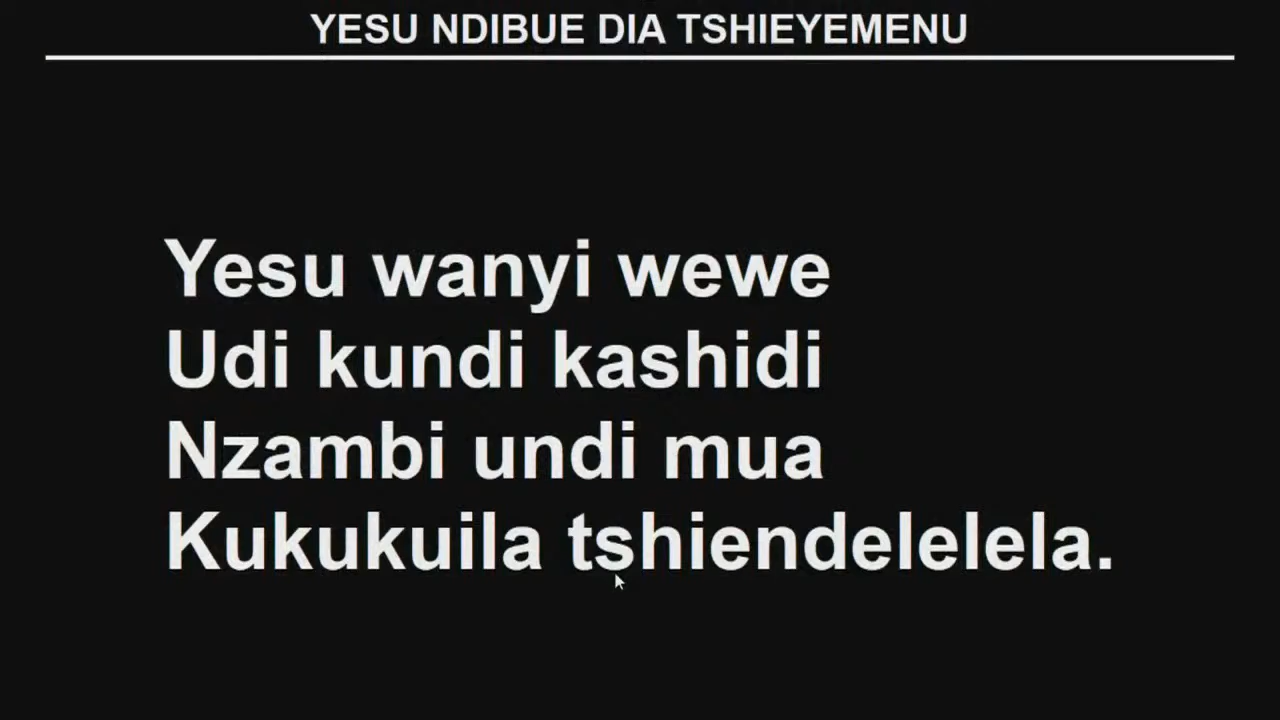 YESU NDIBUE DIA TSHIEYEMENU
Yesu wanyi wewe
Udi kundi kashidi
Nzambi undi mua
Kukukuila tshiendelelela.